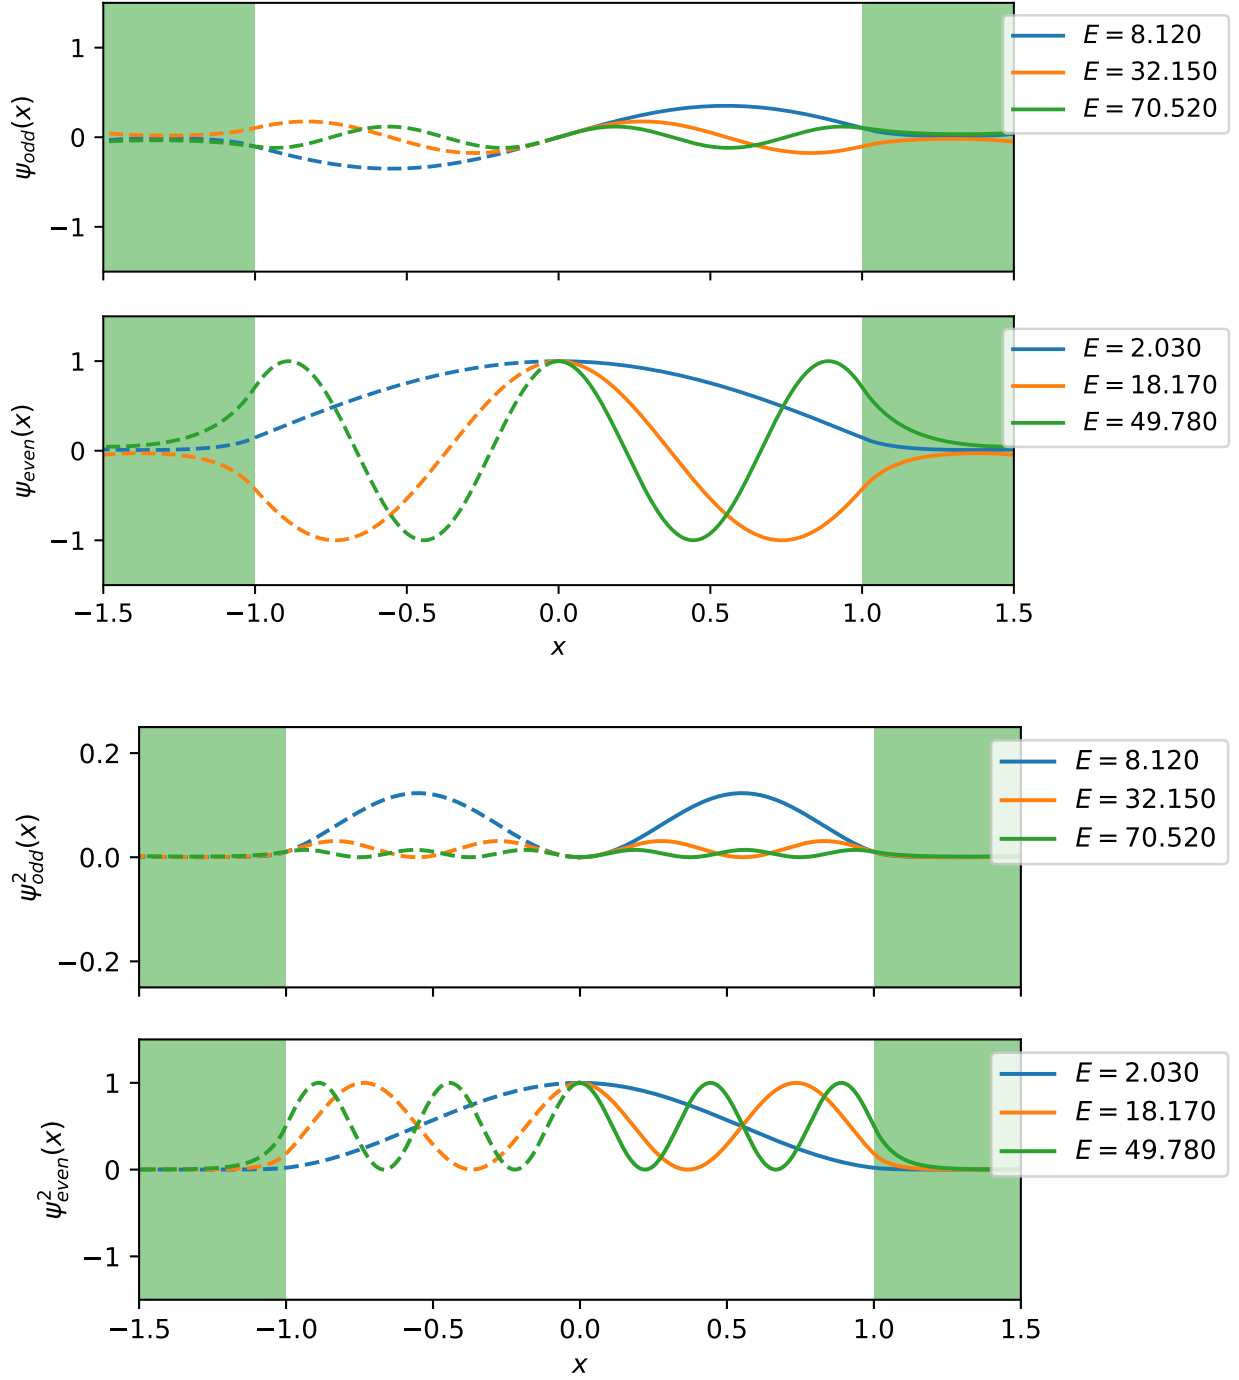 1
0
−1
ψodd(x)
E = 8.120
E = 32.150
E = 70.520
1
0
−1
ψeven(x)
E = 2.030
E = 18.170
E = 49.780
−1.5 −1.0 −0.5 0.0 0.5 1.0 1.5
x
0.2
0.0
−0.2
ψ²odd(x)
E = 8.120
E = 32.150
E = 70.520
1
0
−1
ψ²even(x)
E = 2.030
E = 18.170
E = 49.780
−1.5 −1.0 −0.5 0.0 0.5 1.0 1.5
x